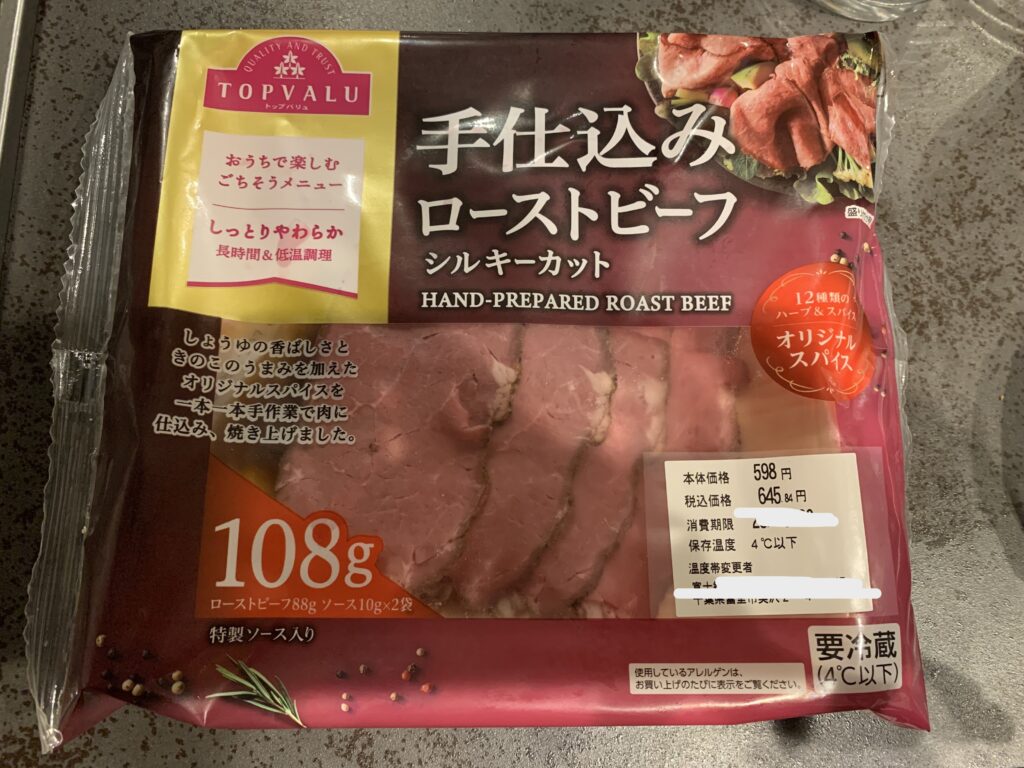 QUALITY AND TRUST
TOPVALU
トップバリュ
おうちで楽しむ
ごちそうメニュー
しっとりやわらか
長時間&低温調理
手仕込み
ローストビーフ
シルキーカット
HAND-PREPARED ROAST BEEF
12種類の
ハーブ&スパイス
オリジナル
スパイス
しょうゆの香ばしさと
きのこのうまみを加えた
オリジナルスパイスを
一本一本手作業で肉に
仕込み、焼き上げました。
108g
ローストビーフ88g ソース10g×2袋
特製ソース入り
本体価格 598円
税込価格 645.84円
消費期限
保存温度 4℃以下
温度帯変更者
使用しているアレルゲンは、
お買い上げのたびに表示をご覧ください。
要冷蔵
(4℃以下)